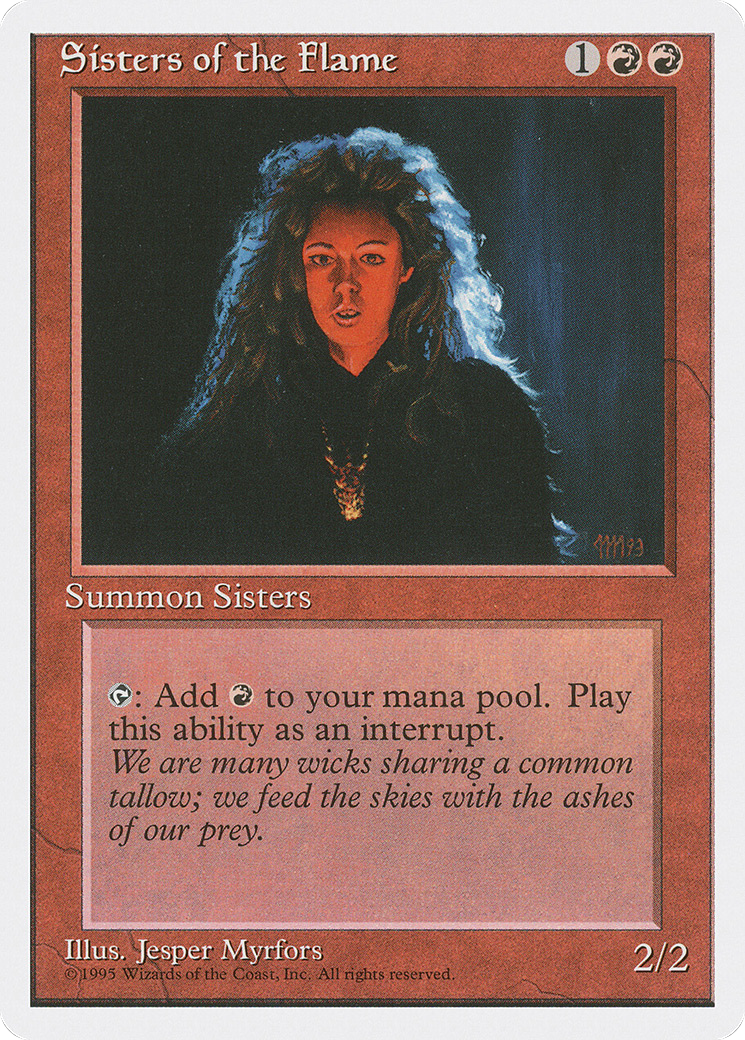 Sisters of the Flame 1
Summon Sisters
: Add to your mana pool. Play
this ability as an interrupt.
We are many wicks sharing a common
tallow; we feed the skies with the ashes
of our prey.
Illus. Jesper Myrfors
2/2
©1995 Wizards of the Coast, Inc. All rights reserved.